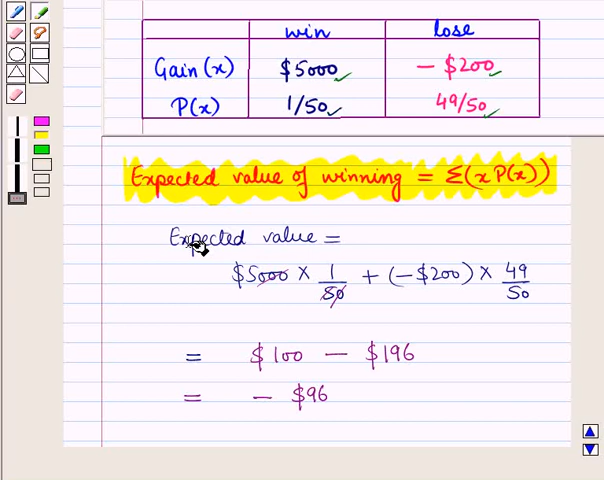 win lose
Gain (x) $5000 - $200
P(x) 1/50 49/50
Expected value of winning = Σ(x P(x))
Expected value =
$5000 × 1/50 + (-$200) × 49/50
= $100 - $196
= - $96